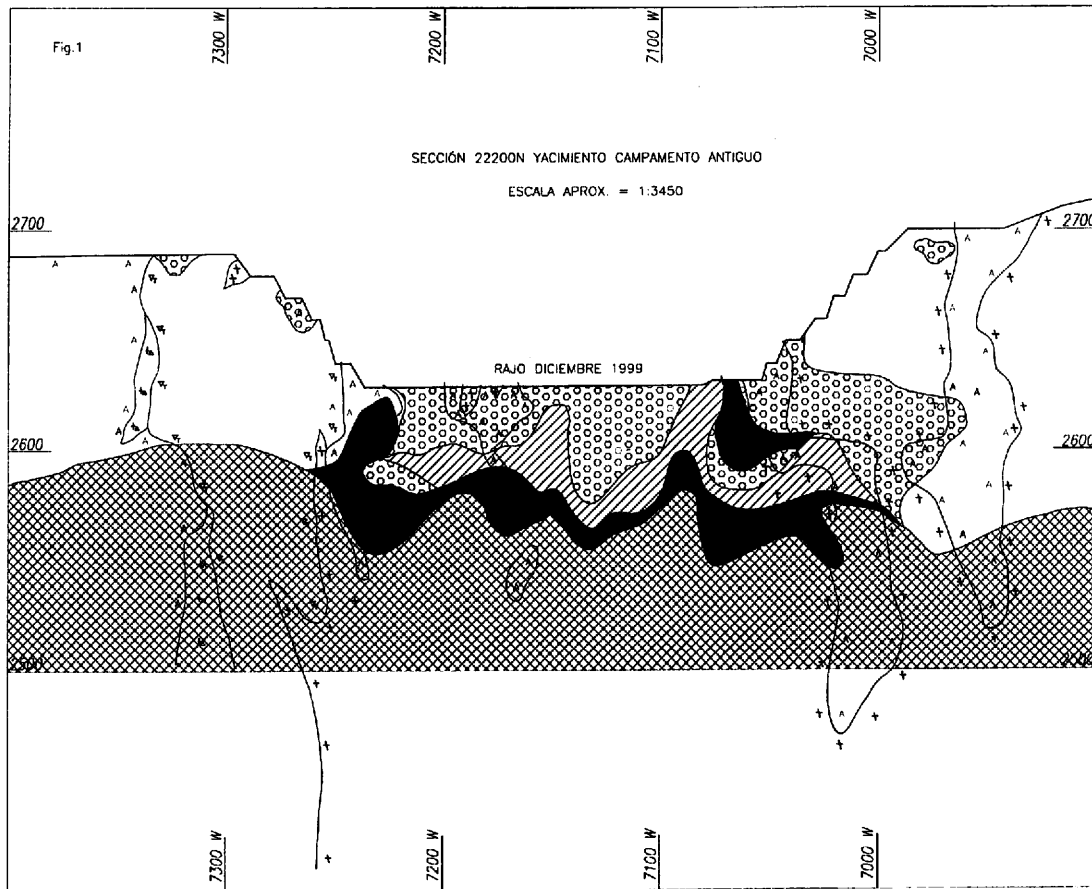 Fig.1
7300 W
7200 W
7100 W
7000 W
SECCIÓN 22200N YACIMIENTO CAMPAMENTO ANTIGUO
ESCALA APROX. = 1:3450
2700
2700
RAJO DICIEMBRE 1999
2600
2600
2500
7300 W
7200 W
7100 W
7000 W